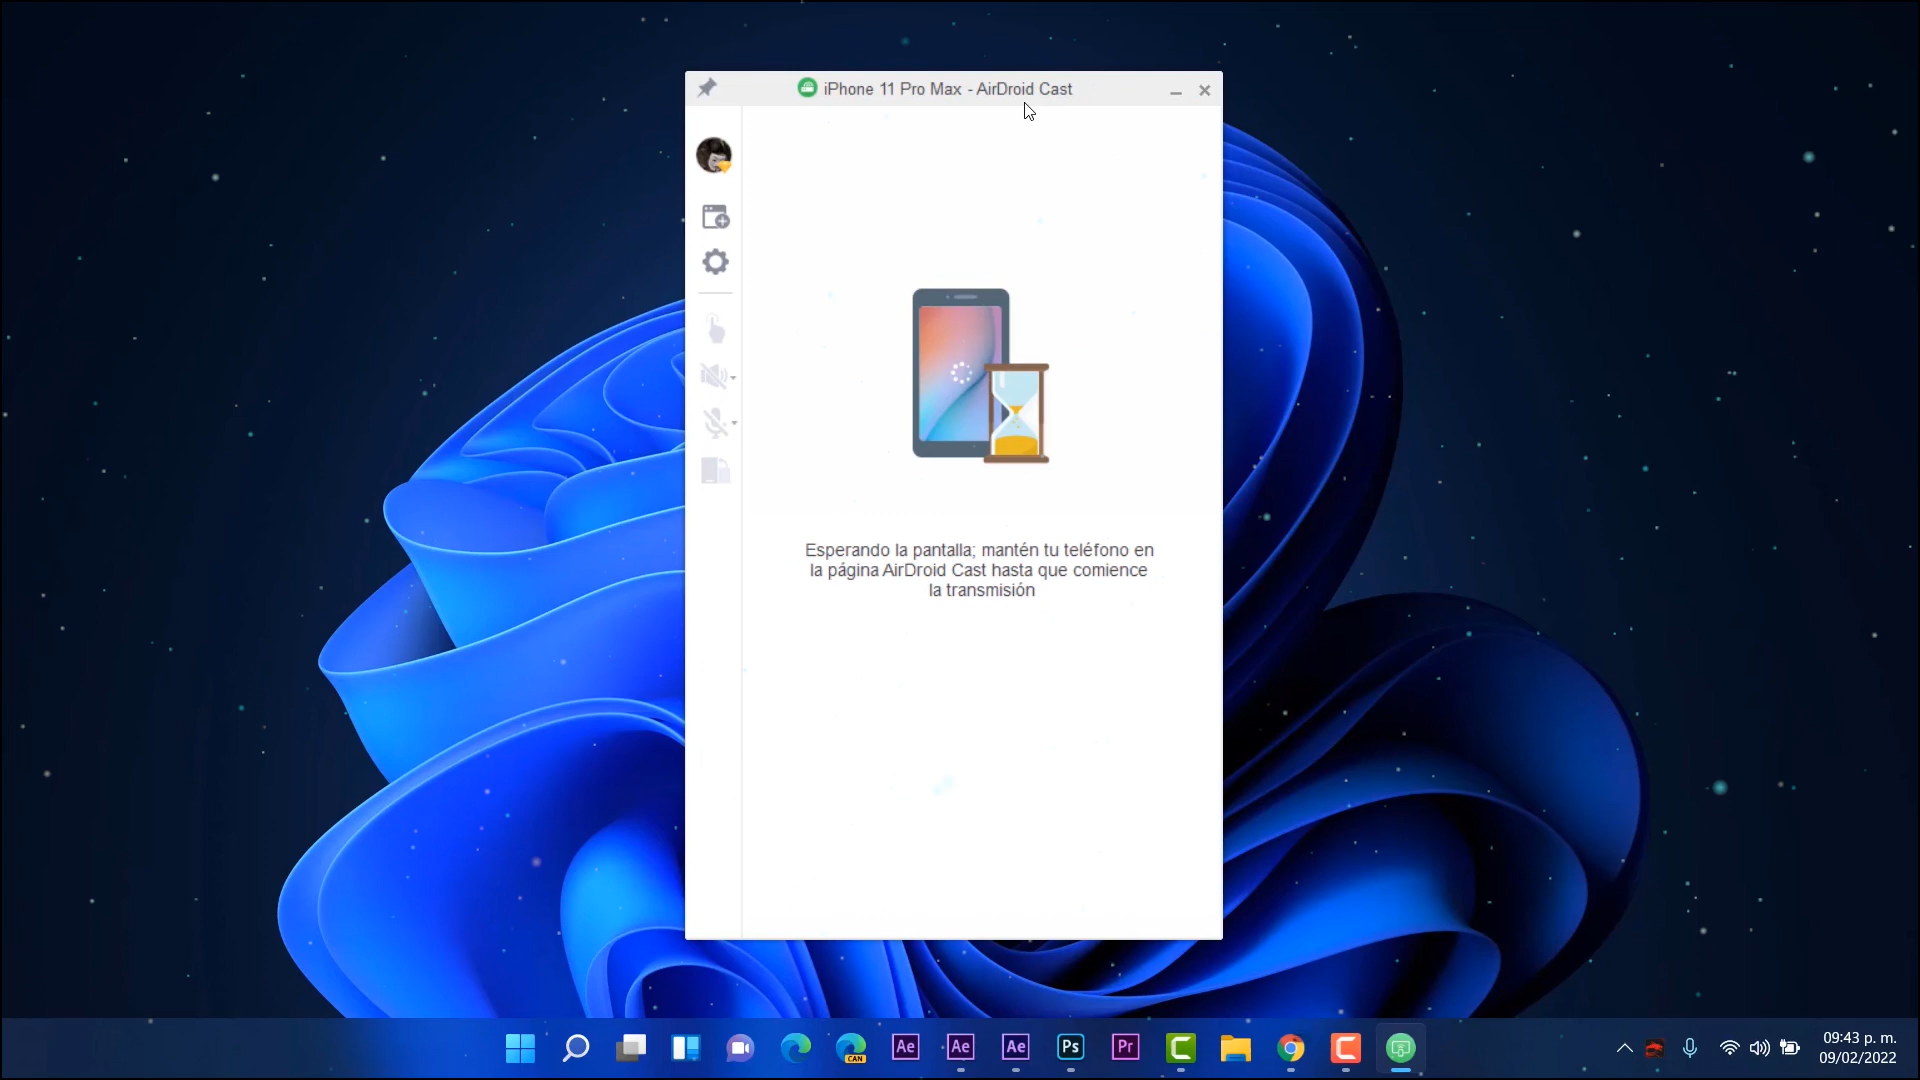 iPhone 11 Pro Max - AirDroid Cast
Esperando la pantalla; mantén tu teléfono en
la página AirDroid Cast hasta que comience
la transmisión
CAN
Ae
Ae
Ae
Ps
Pr
09:43 p. m.
09/02/2022